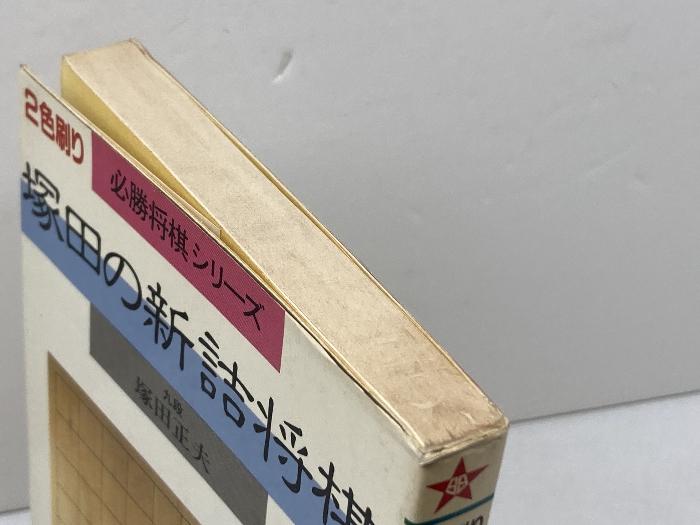 2色刷り
必勝将棋シリーズ
塚田の新詰将棋
九段
塚田正夫